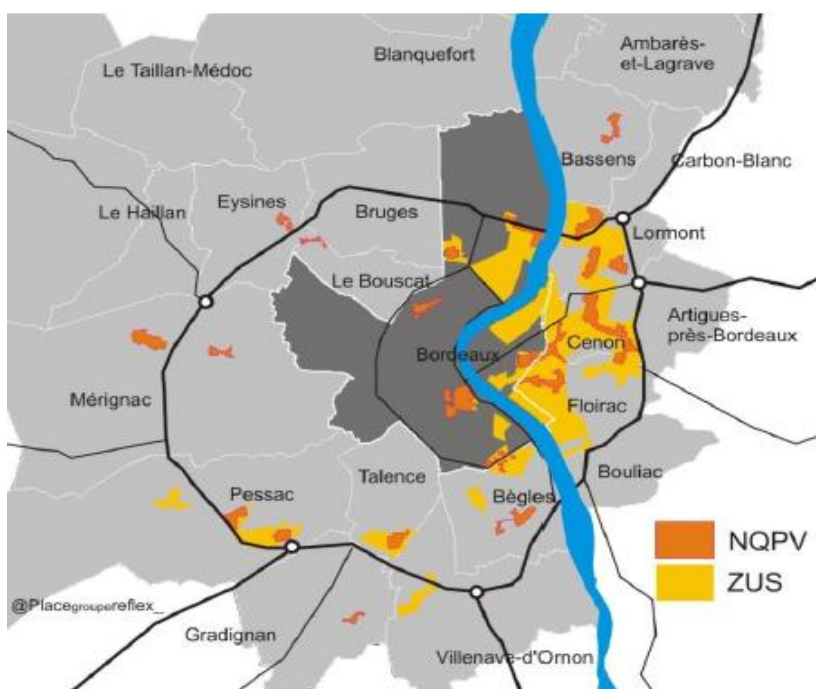 Blanquefort
Ambarès-
et-Lagrave
Le Taillan-Médoc
Bassens
Carbon-Blanc
Le Haillan
Eysines
Bruges
Lormont
Le Bouscat
Artigues-
près-Bordeaux
Bordeaux
Cenon
Mérignac
Floirac
Talence
Bouliac
Pessac
Bègles
NQPV
ZUS
@Placegroupereflex_
Gradignan
Villenave-d'Ornon